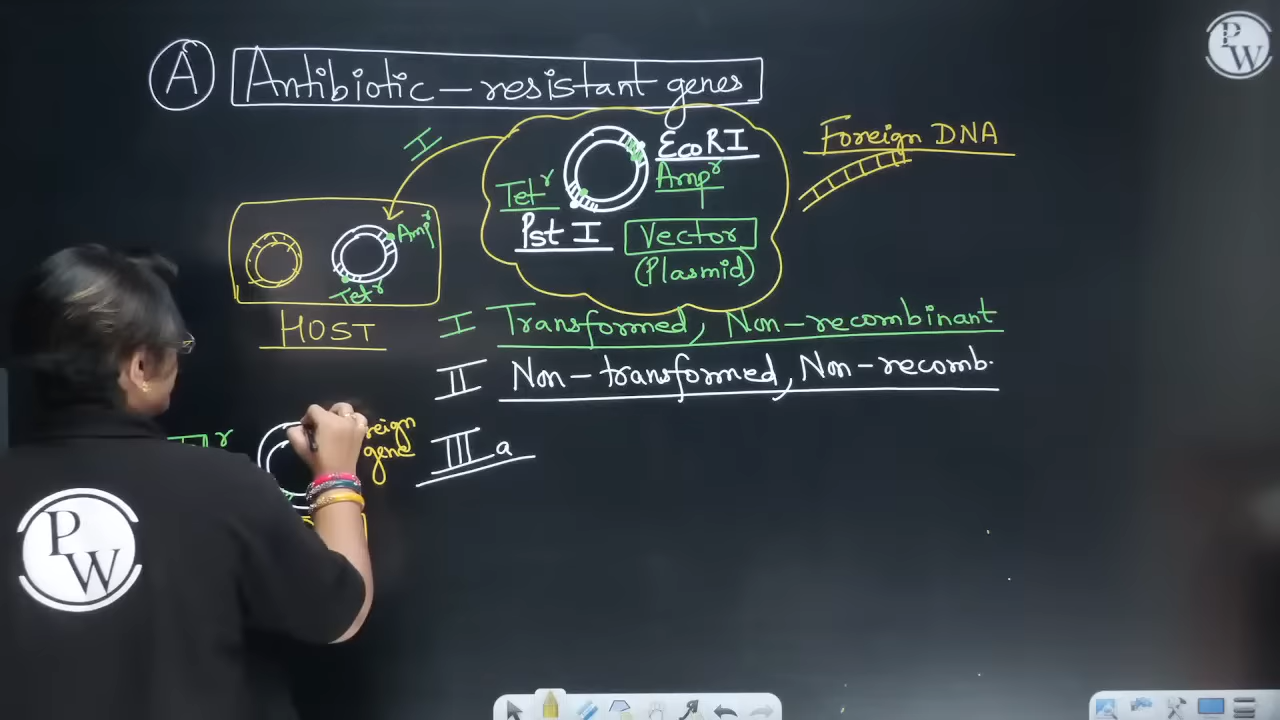 A Antibiotic - resistant genes
P
W
I
EcoRI
Foreign DNA
Tetʳ
Ampʳ
Pst I
Vector
(Plasmid)
Ampʳ
Tetʳ
HOST
I Transformed, Non-recombinant
II Non-transformed, Non-recomb.
gene
III a
P
W